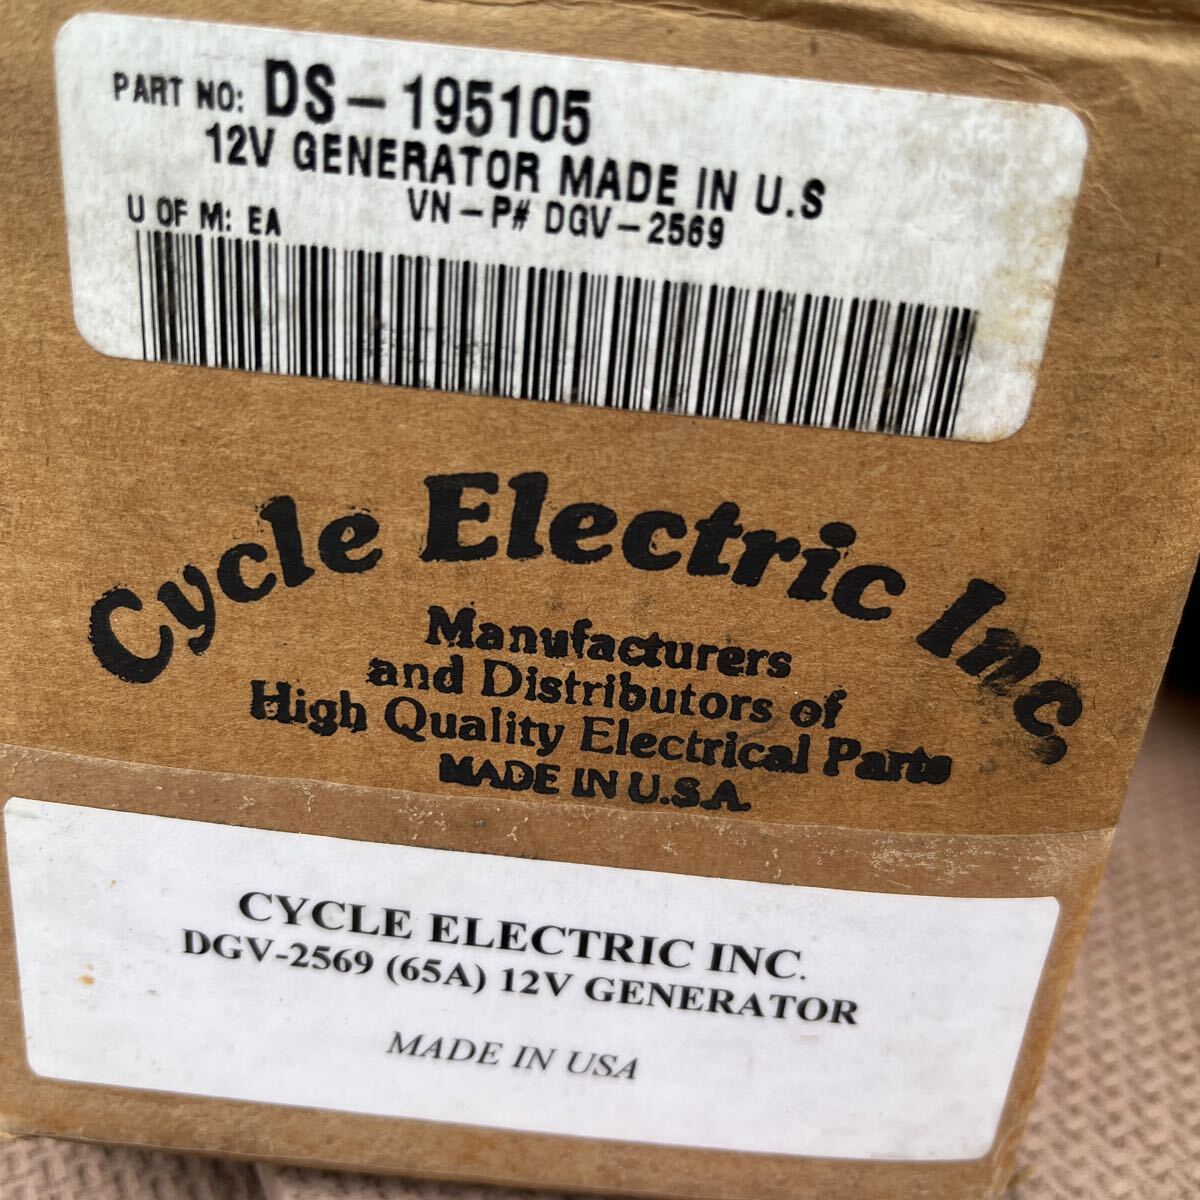 PART NO: DS-195105
12V GENERATOR MADE IN U.S
VN-P# DGV-2569
U OF M: EA
Cycle Electric Inc.
Manufacturers
and Distributors of
High Quality Electrical Parts
MADE IN U.S.A.
CYCLE ELECTRIC INC.
DGV-2569 (65A) 12V GENERATOR
MADE IN USA